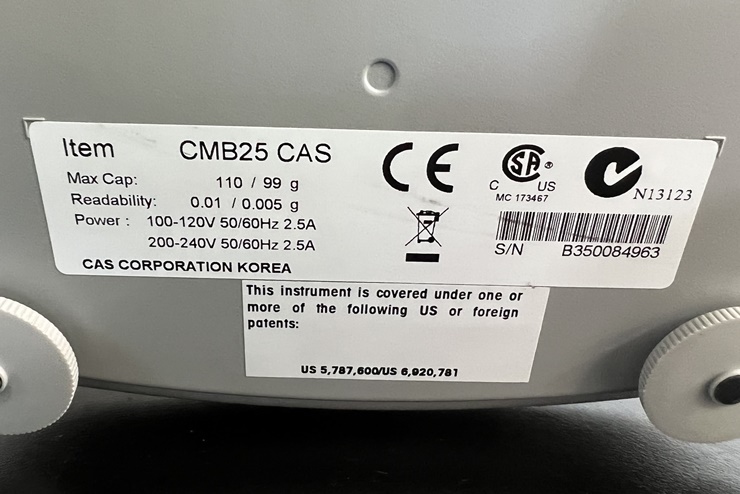 Item CMB25 CAS
Max Cap: 110 / 99 g
Readability: 0.01 / 0.005 g
Power : 100-120V 50/60Hz 2.5A
200-240V 50/60Hz 2.5A
CAS CORPORATION KOREA
CE
SA ®
C US
MC 173467
N13123
S/N B350084963
This instrument is covered under one or
more of the following US or foreign
patents:
US 5,787,600/US 6,920,781